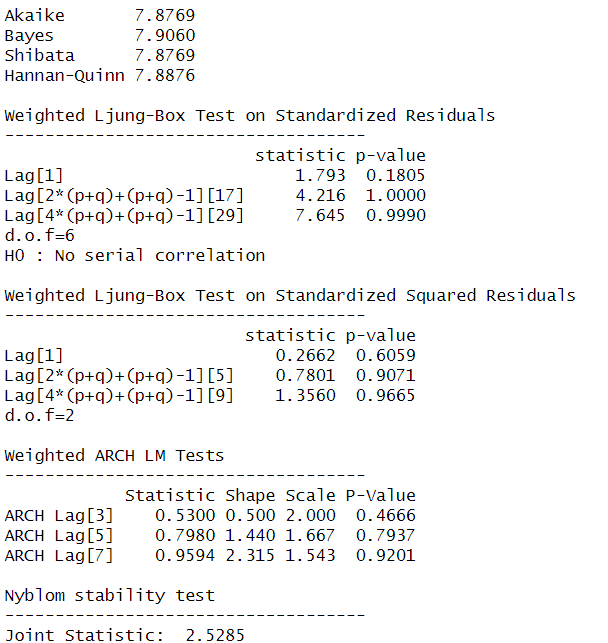 Akaike       7.8769
Bayes        7.9060
Shibata      7.8769
Hannan-Quinn 7.8876
Weighted Ljung-Box Test on Standardized Residuals
------------------------------------
                         statistic p-value
Lag[1]                       1.793  0.1805
Lag[2*(p+q)+(p+q)-1][17]     4.216  1.0000
Lag[4*(p+q)+(p+q)-1][29]     7.645  0.9990
d.o.f=6
H0 : No serial correlation
Weighted Ljung-Box Test on Standardized Squared Residuals
------------------------------------
                        statistic p-value
Lag[1]                     0.2662  0.6059
Lag[2*(p+q)+(p+q)-1][5]    0.7801  0.9071
Lag[4*(p+q)+(p+q)-1][9]    1.3560  0.9665
d.o.f=2
Weighted ARCH LM Tests
------------------------------------
            Statistic Shape Scale P-Value
ARCH Lag[3]    0.5300 0.500 2.000  0.4666
ARCH Lag[5]    0.7980 1.440 1.667  0.7937
ARCH Lag[7]    0.9594 2.315 1.543  0.9201
Nyblom stability test
------------------------------------
Joint Statistic:  2.5285